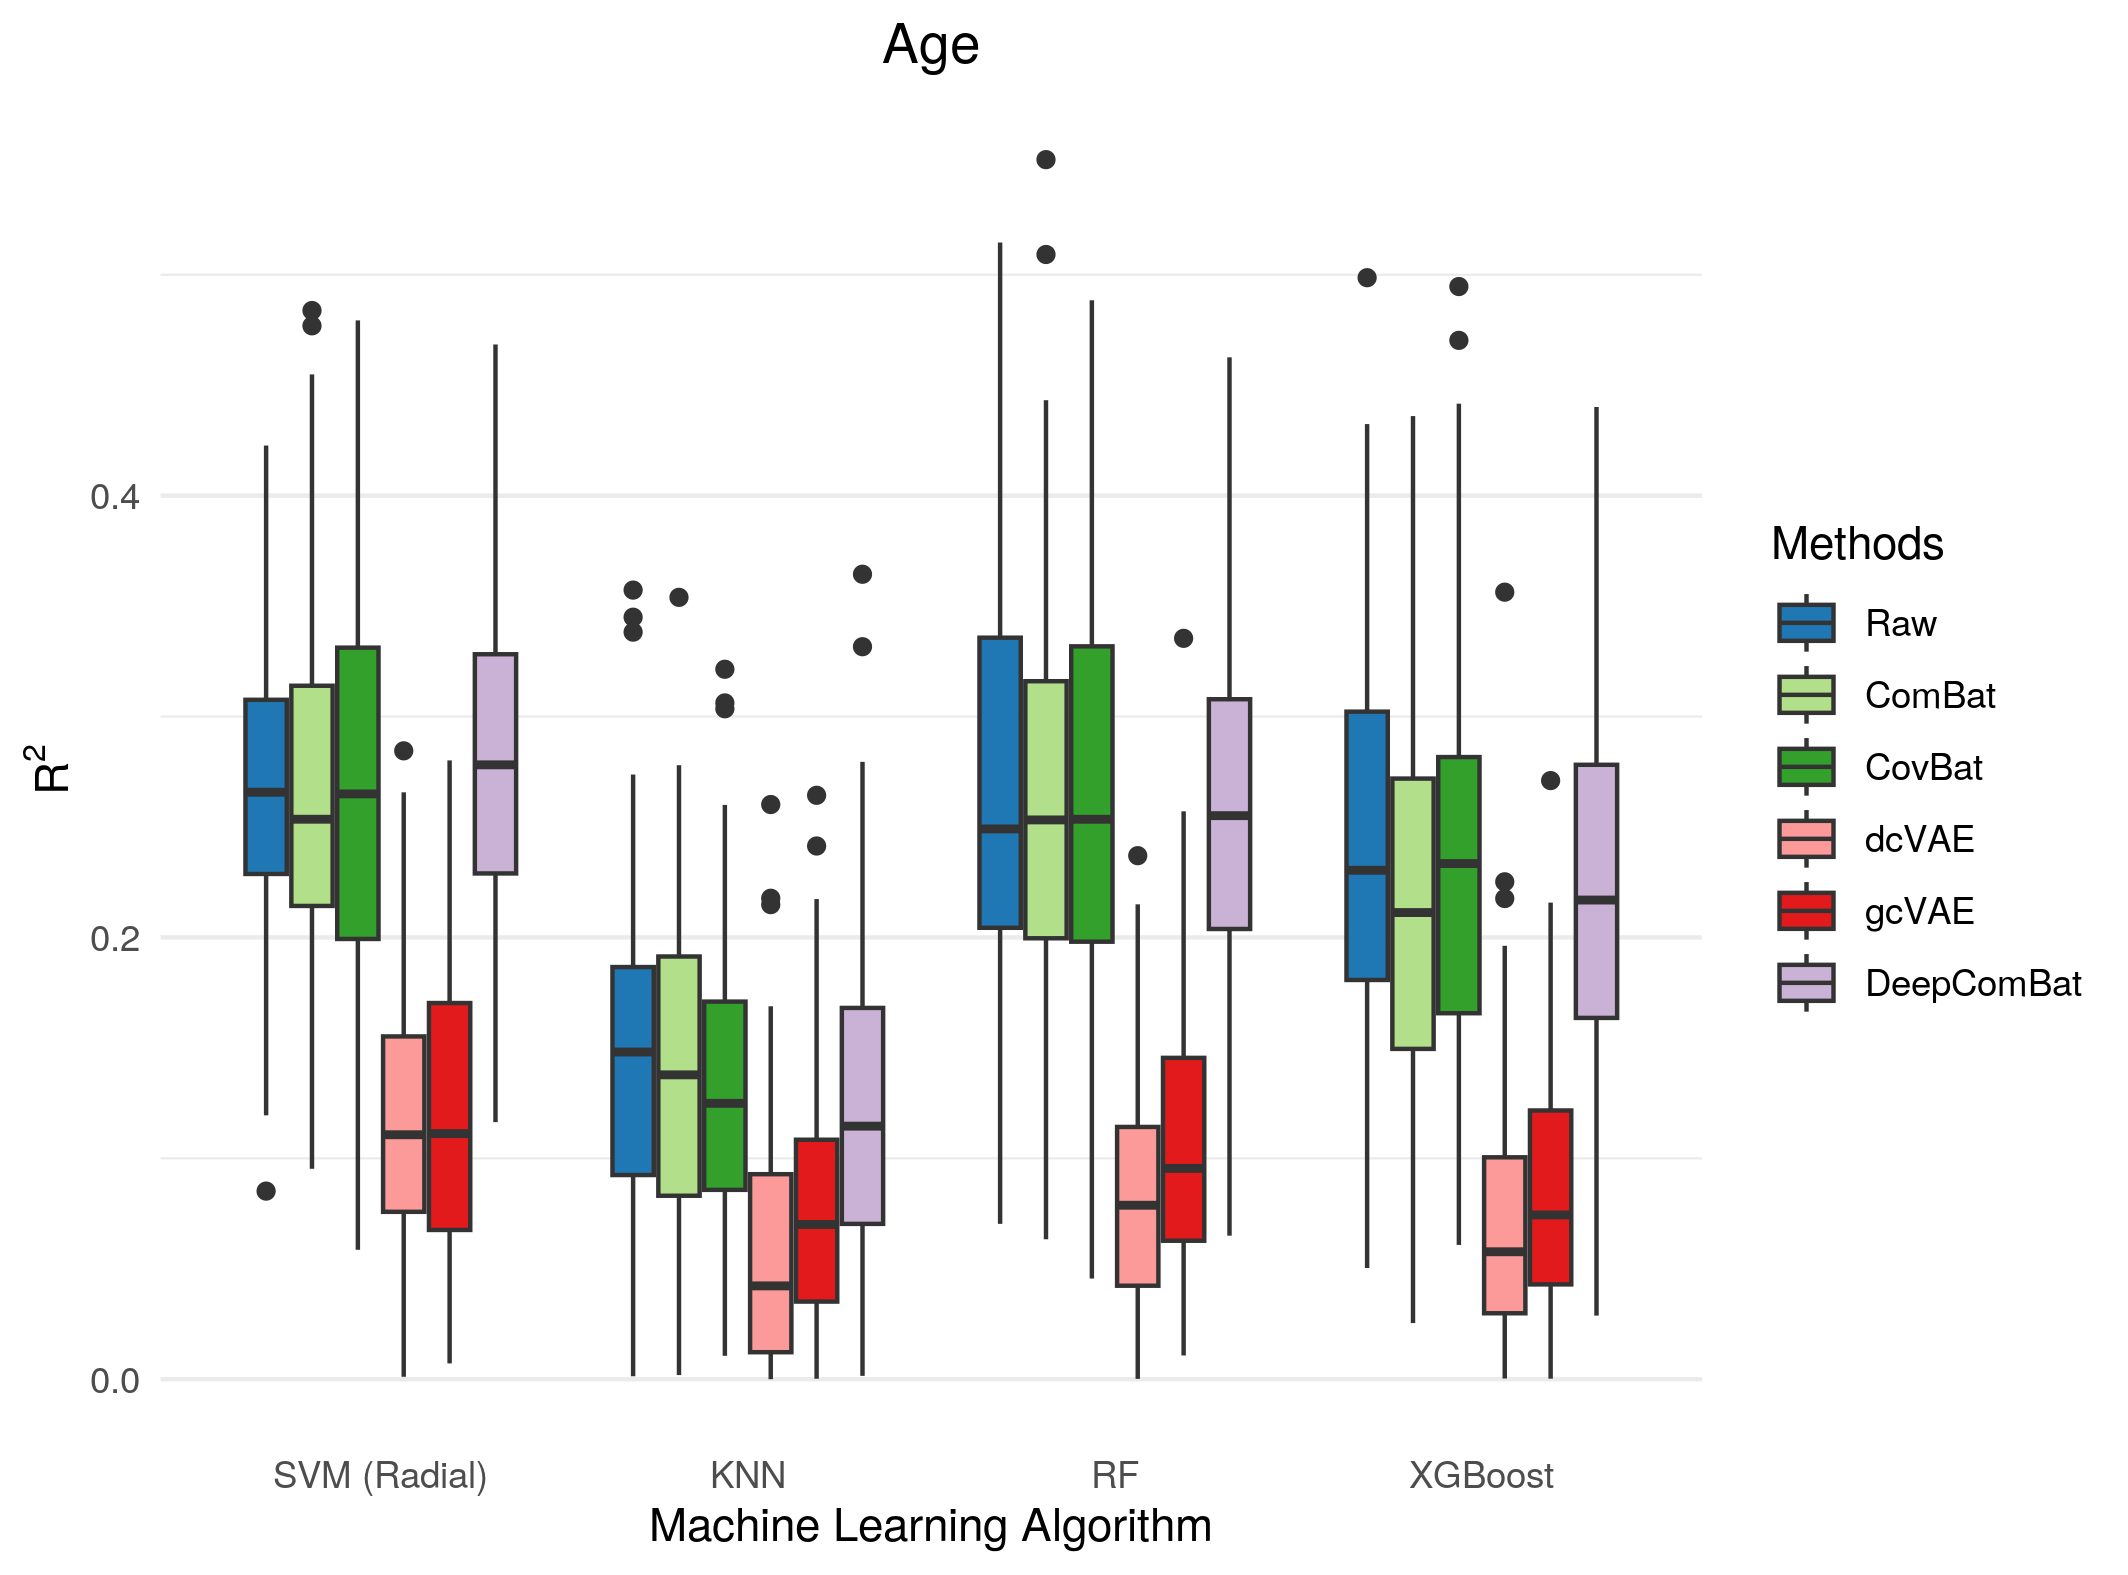 Age
R²
0.4
0.2
0.0
SVM (Radial)
KNN
RF
XGBoost
Machine Learning Algorithm
Methods
Raw
ComBat
CovBat
dcVAE
gcVAE
DeepComBat